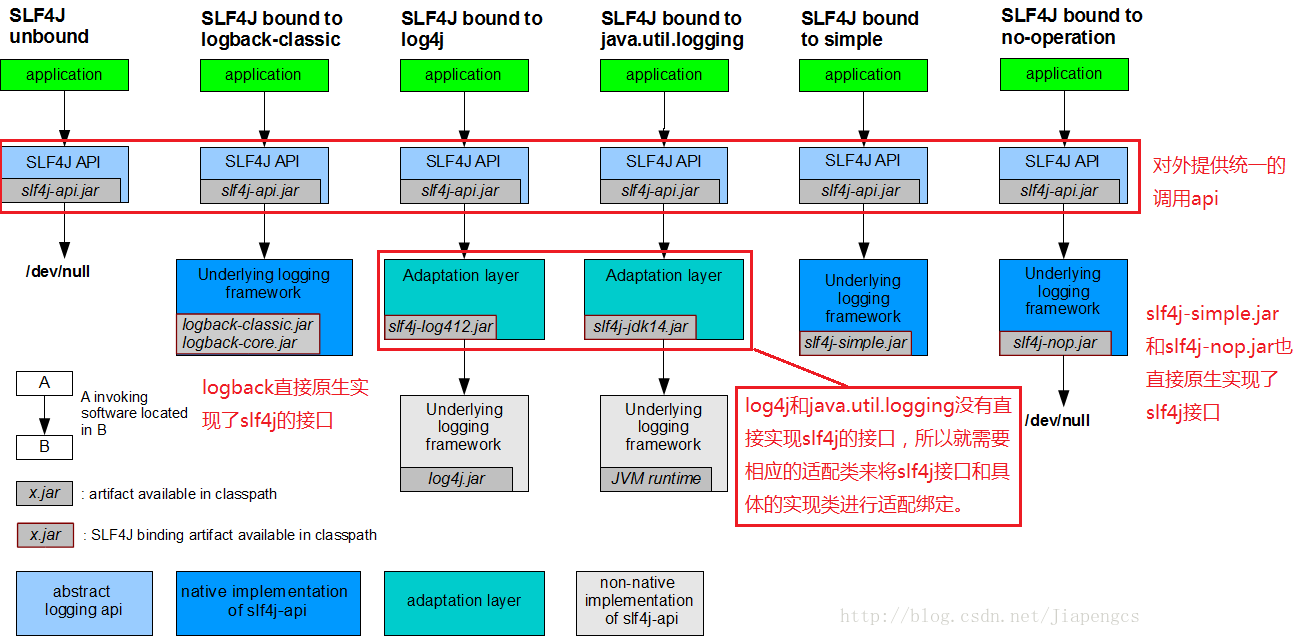 SLF4J
unbound
SLF4J bound to
logback-classic
SLF4J bound to
log4j
SLF4J bound to
java.util.logging
SLF4J bound
to simple
SLF4J bound to
no-operation
application
application
application
application
application
application
SLF4J API
slf4j-api.jar
SLF4J API
slf4j-api.jar
SLF4J API
slf4j-api.jar
SLF4J API
slf4j-api.jar
SLF4J API
slf4j-api.jar
SLF4J API
slf4j-api.jar
对外提供统一的
调用api
/dev/null
Underlying logging
framework
logback-classic.jar
logback-core.jar
Adaptation layer
slf4j-log412.jar
Adaptation layer
slf4j-jdk14.jar
Underlying
logging
framework
slf4j-simple.jar
Underlying
logging
framework
slf4j-nop.jar
slf4j-simple.jar
和slf4j-nop.jar也
直接原生实现了
slf4j接口
logback直接原生实
现了slf4j的接口
Underlying
logging
framework
log4j.jar
Underlying
logging
framework
JVM runtime
log4j和java.util.logging没有直
接实现slf4j的接口，所以就需要
相应的适配类来将slf4j接口和具
体的实现类进行适配绑定。
/dev/null
A
B
A invoking
software located
in B
x.jar
: artifact available in classpath
x.jar
: SLF4J binding artifact available in classpath
abstract
logging api
native implementation
of slf4j-api
adaptation layer
non-native
implementation
of slf4j-api
http://blog.csdn.net/Jiapengcs